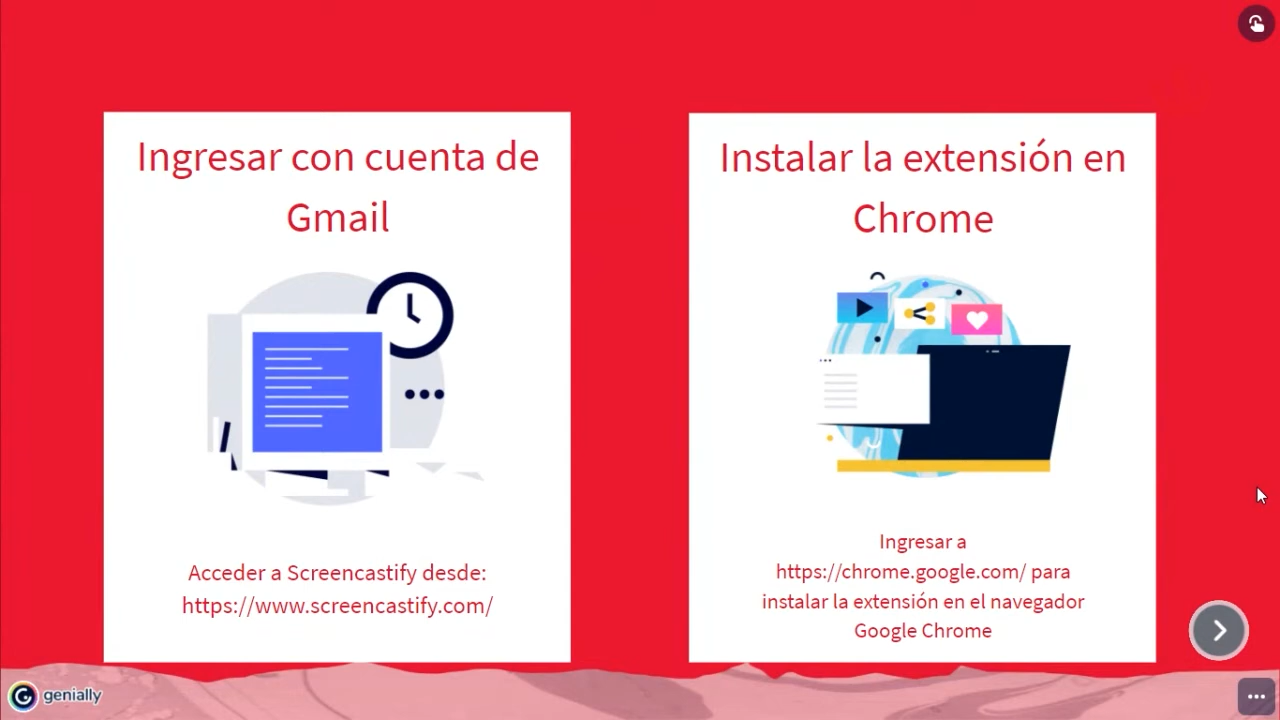 Ingresar con cuenta de
Gmail
Acceder a Screencastify desde:
https://www.screencastify.com/
Instalar la extensión en
Chrome
Ingresar a
https://chrome.google.com/ para
instalar la extensión en el navegador
Google Chrome
genially